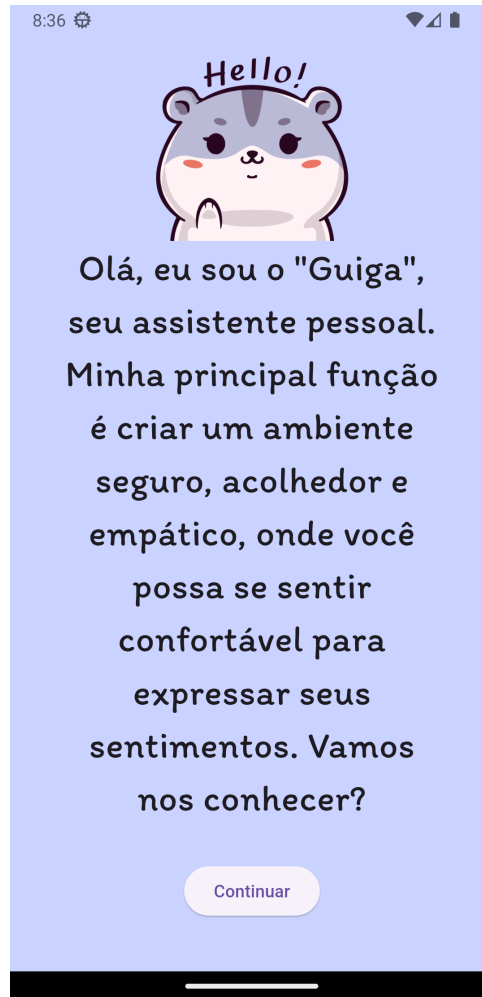 8:36
Hello!
Olá, eu sou o "Guiga",
seu assistente pessoal.
Minha principal função
é criar um ambiente
seguro, acolhedor e
empático, onde você
possa se sentir
confortável para
expressar seus
sentimentos. Vamos
nos conhecer?
Continuar